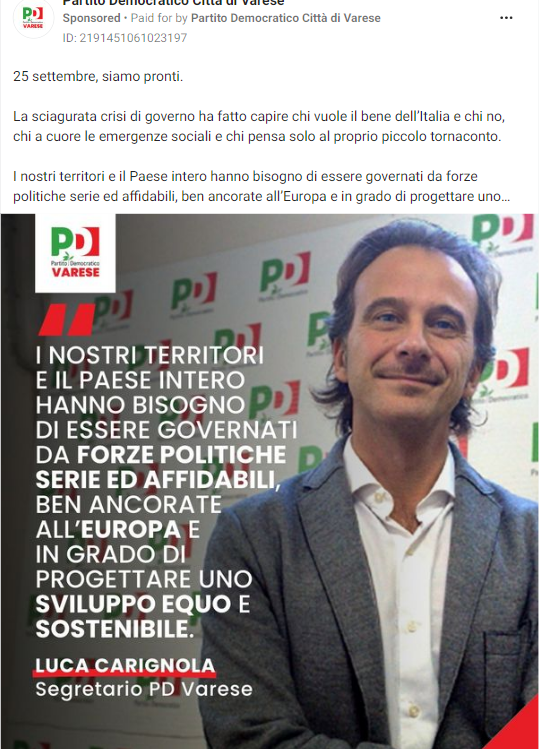 Partito Democratico Città di Varese
Sponsored • Paid for by Partito Democratico Città di Varese
ID: 2191451061023197
25 settembre, siamo pronti.
La sciagurata crisi di governo ha fatto capire chi vuole il bene dell'Italia e chi no,
chi a cuore le emergenze sociali e chi pensa solo al proprio piccolo tornaconto.
I nostri territori e il Paese intero hanno bisogno di essere governati da forze
politiche serie ed affidabili, ben ancorate all'Europa e in grado di progettare uno...
PD
Partito Democratico
VARESE
I NOSTRI TERRITORI
E IL PAESE INTERO
HANNO BISOGNO
DI ESSERE GOVERNATI
DA FORZE POLITICHE
SERIE ED AFFIDABILI,
BEN ANCORATE
ALL'EUROPA E
IN GRADO DI
PROGETTARE UNO
SVILUPPO EQUO E
SOSTENIBILE.
LUCA CARIGNOLA
Segretario PD Varese